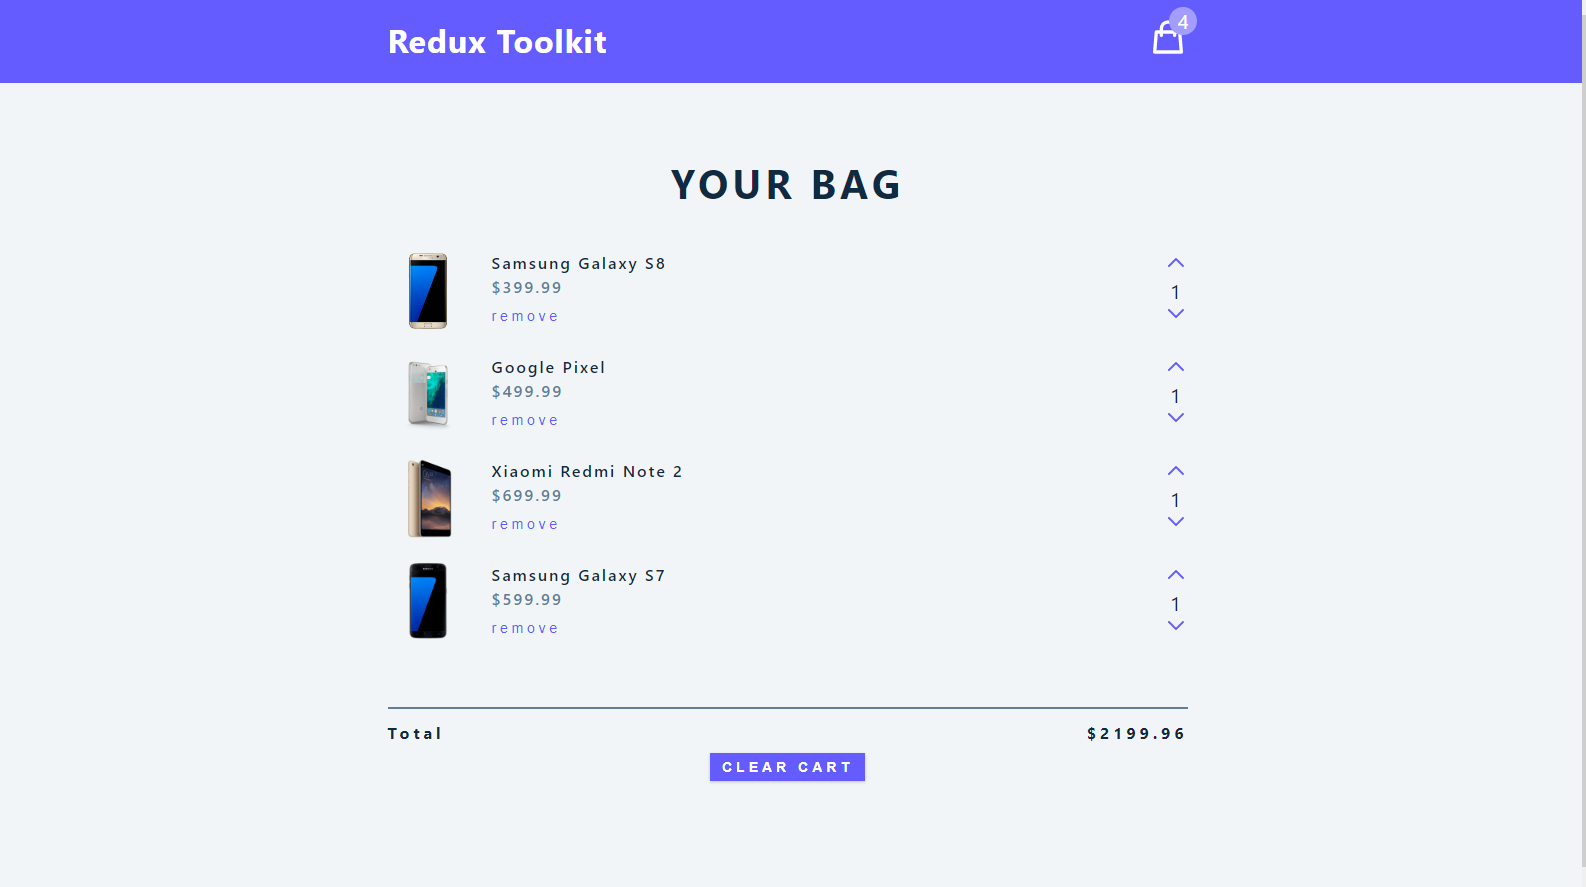 Redux Toolkit
4
YOUR BAG
Samsung Galaxy S8
$399.99
remove
1
Google Pixel
$499.99
remove
1
Xiaomi Redmi Note 2
$699.99
remove
1
Samsung Galaxy S7
$599.99
remove
1
Total
$2199.96
CLEAR CART